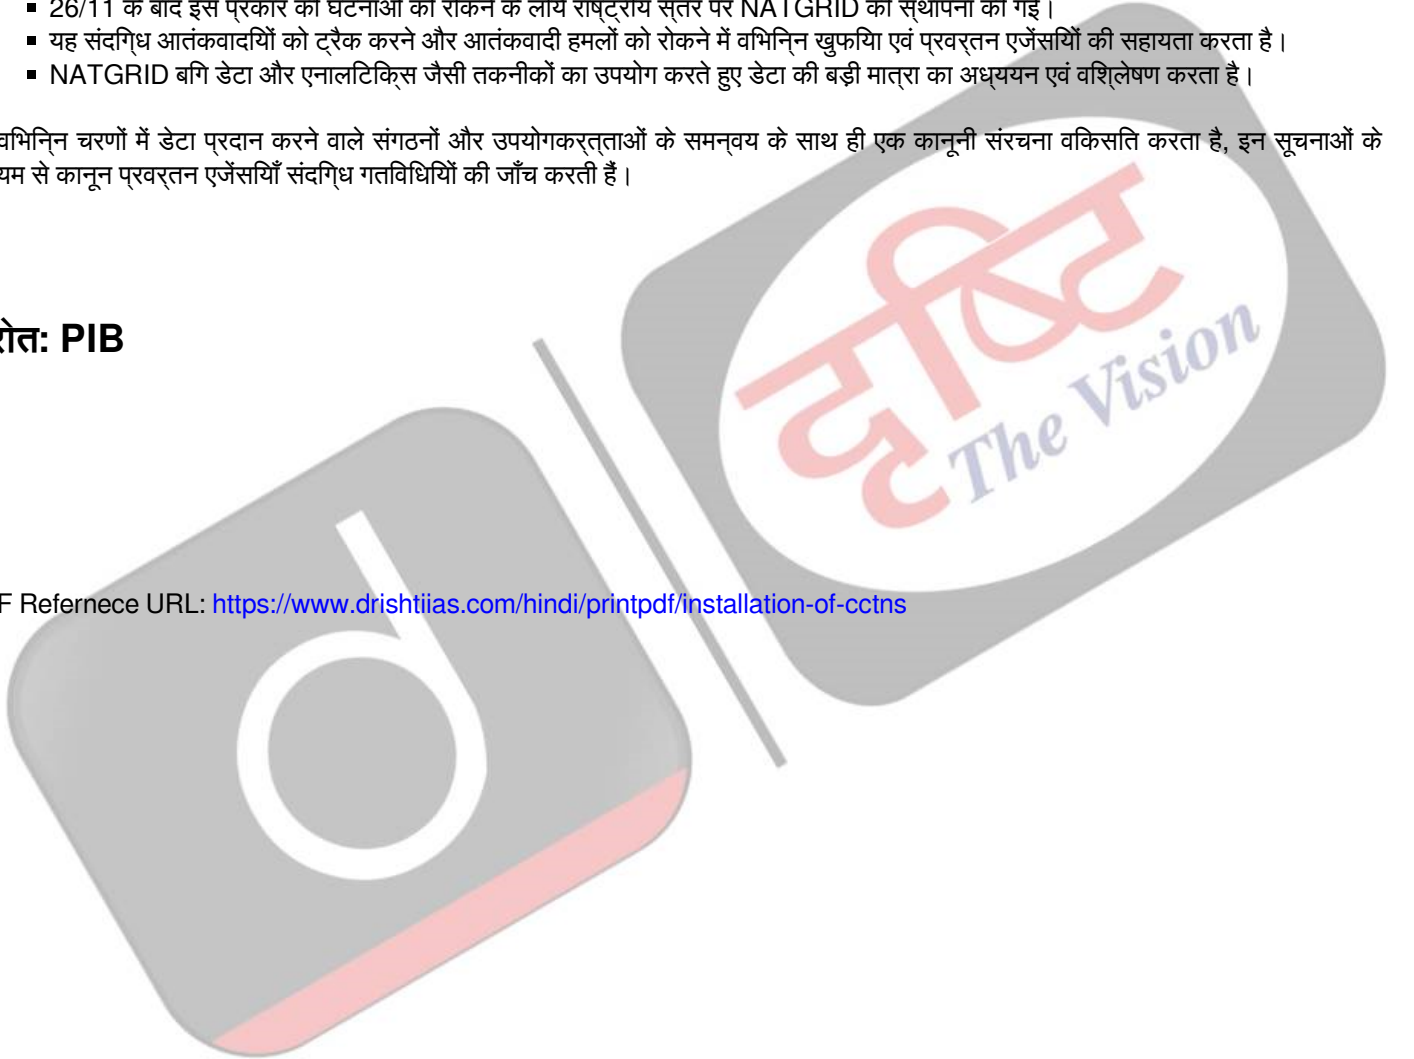 ▪ 26/11 के बाद इस प्रकार की घटनाओं को रोकने के लिये राष्ट्रीय स्तर पर NATGRID की स्थापना की गई।
▪ यह संदिग्ध आतंकवादियों को ट्रैक करने और आतंकवादी हमलों को रोकने में विभिन्न खुफिया एवं प्रवर्तन एजेंसियों की सहायता करता है।
▪ NATGRID बिग डेटा और एनालिटिक्स जैसी तकनीकों का उपयोग करते हुए डेटा की बड़ी मात्रा का अध्ययन एवं विश्लेषण करता है।
विभिन्न चरणों में डेटा प्रदान करने वाले संगठनों और उपयोगकर्त्ताओं के समन्वय के साथ ही एक कानूनी संरचना विकसित करता है, इन सूचनाओं के
यम से कानून प्रवर्तन एजेंसियाँ संदिग्ध गतिविधियों की जाँच करती हैं।
रोत: PIB
दृष्टि
The Vision
d
F Refernece URL: https://www.drishtiias.com/hindi/printpdf/installation-of-cctns